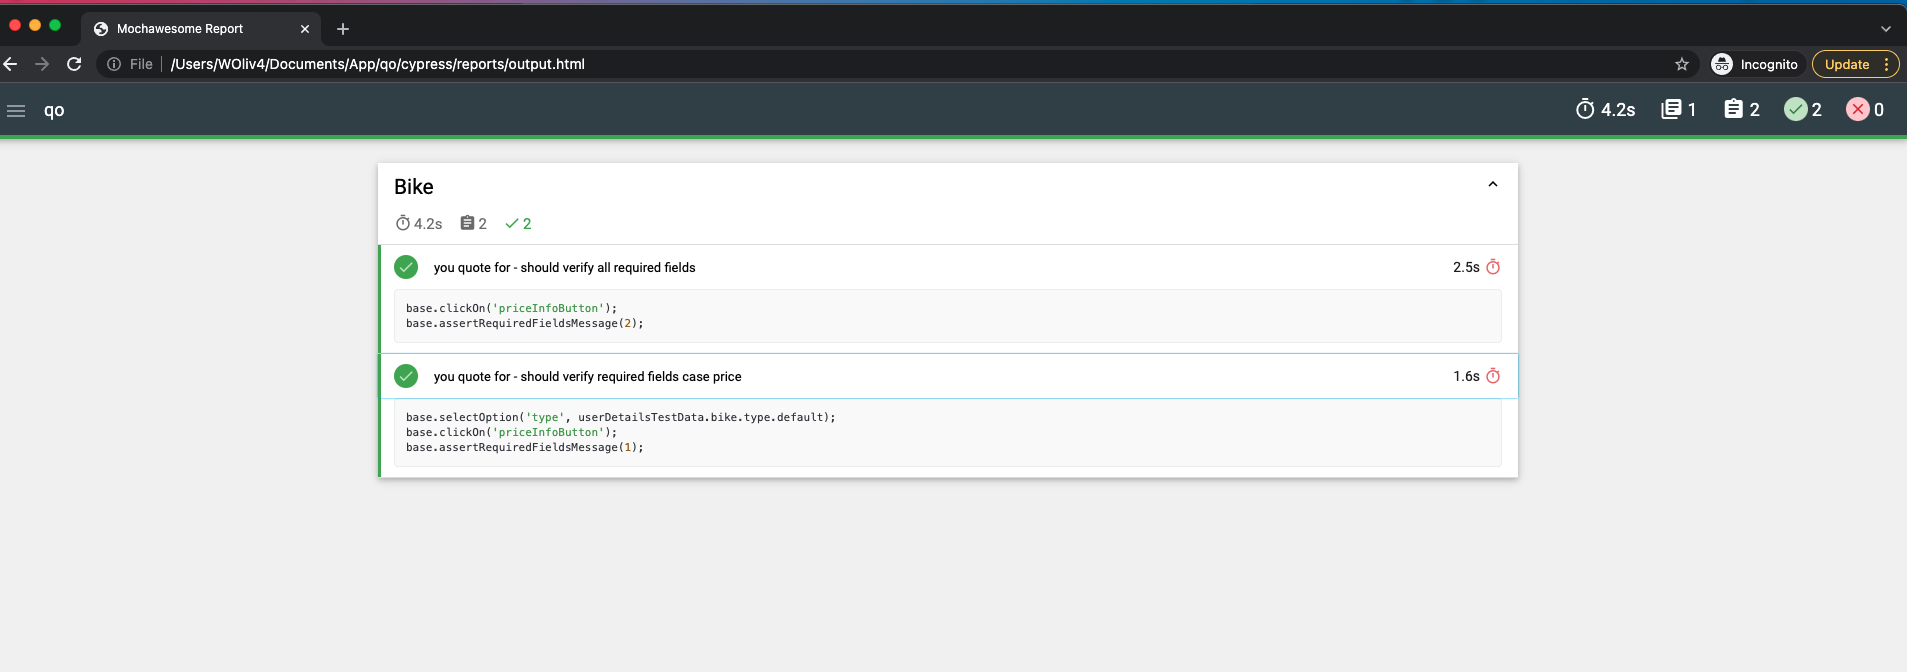 Mochawesome Report
File /Users/WOliv4/Documents/App/qo/cypress/reports/output.html
Incognito
Update
qo
4.2s 1 2 2 0
Bike
4.2s 2 2
you quote for - should verify all required fields 2.5s
base.clickOn('priceInfoButton');
base.assertRequiredFieldsMessage(2);
you quote for - should verify required fields case price 1.6s
base.selectOption('type', userDetailsTestData.bike.type.default);
base.clickOn('priceInfoButton');
base.assertRequiredFieldsMessage(1);